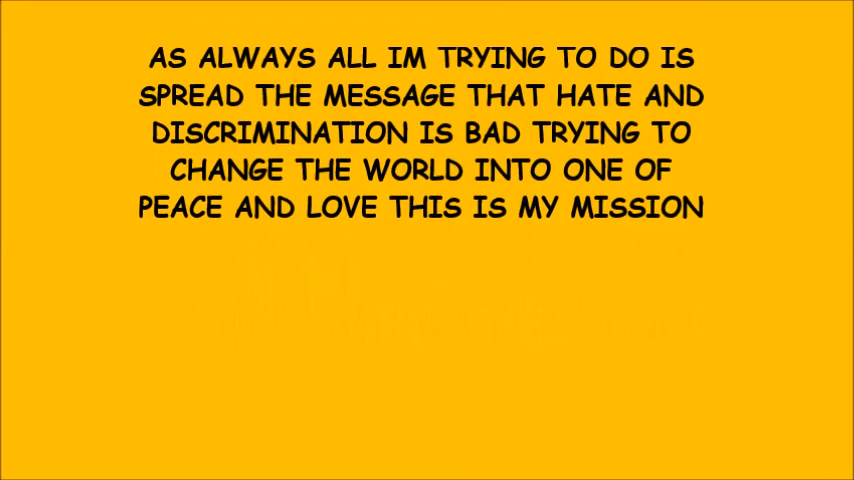 AS ALWAYS ALL IM TRYING TO DO IS
SPREAD THE MESSAGE THAT HATE AND
DISCRIMINATION IS BAD TRYING TO
CHANGE THE WORLD INTO ONE OF
PEACE AND LOVE THIS IS MY MISSION